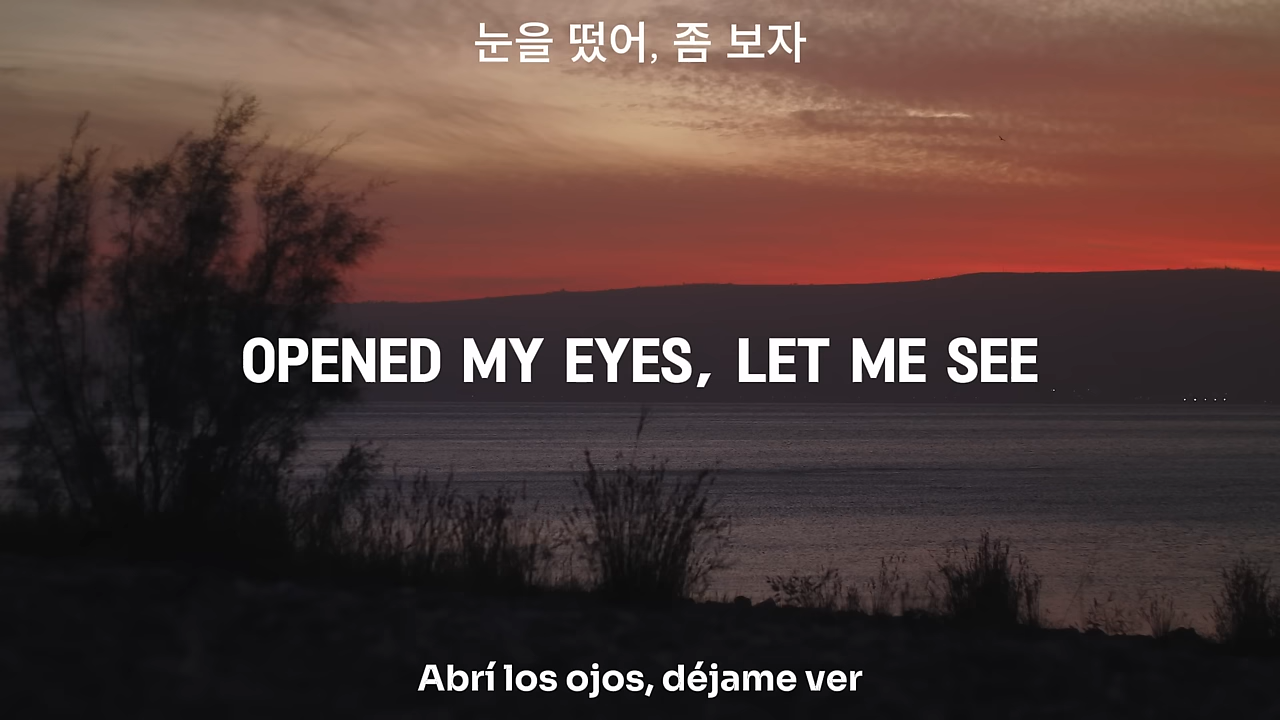 눈을 떴어, 좀 보자
OPENED MY EYES, LET ME SEE
Abrí los ojos, déjame ver